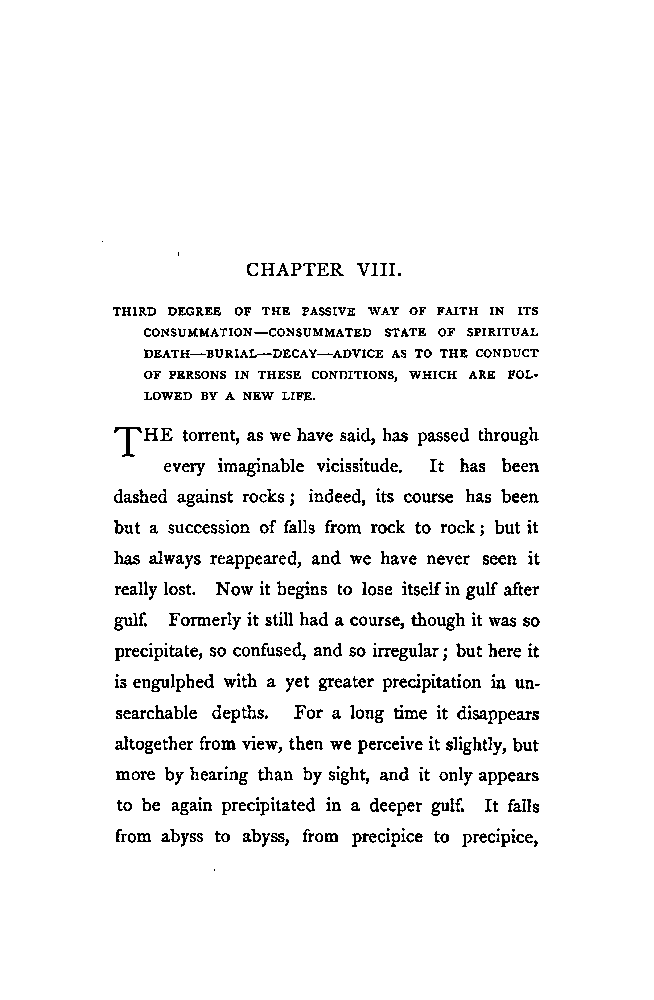 CHAPTER VIII.
THIRD DEGREE OF THE PASSIVE WAY OF FAITH IN ITS
CONSUMMATION—CONSUMMATED STATE OF SPIRITUAL
DEATH—BURIAL—DECAY—ADVICE AS TO THE CONDUCT
OF PERSONS IN THESE CONDITIONS, WHICH ARE FOL-
LOWED BY A NEW LIFE.
THE torrent, as we have said, has passed through
every imaginable vicissitude. It has been
dashed against rocks; indeed, its course has been
but a succession of falls from rock to rock; but it
has always reappeared, and we have never seen it
really lost. Now it begins to lose itself in gulf after
gulf. Formerly it still had a course, though it was so
precipitate, so confused, and so irregular; but here it
is engulphed with a yet greater precipitation in un-
searchable depths. For a long time it disappears
altogether from view, then we perceive it slightly, but
more by hearing than by sight, and it only appears
to be again precipitated in a deeper gulf. It falls
from abyss to abyss, from precipice to precipice,